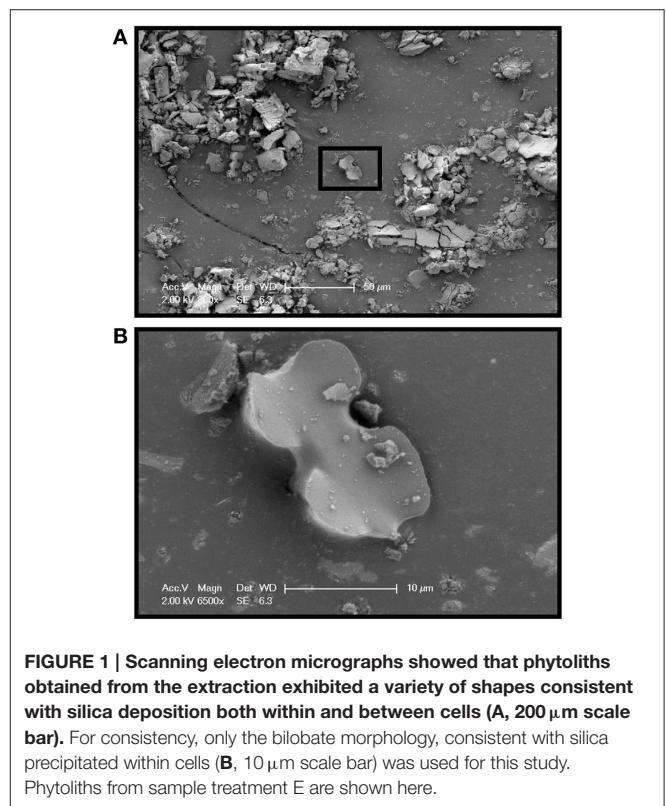 A
Acc.V Magn Det WD 50 μm
2.00 kV 800x SE 6.3
B
Acc.V Magn Det WD 10 μm
2.00 kV 6500x SE 6.3
FIGURE 1 | Scanning electron micrographs showed that phytoliths
obtained from the extraction exhibited a variety of shapes consistent
with silica deposition both within and between cells (A, 200 μm scale
bar). For consistency, only the bilobate morphology, consistent with silica
precipitated within cells (B, 10 μm scale bar) was used for this study.
Phytoliths from sample treatment E are shown here.